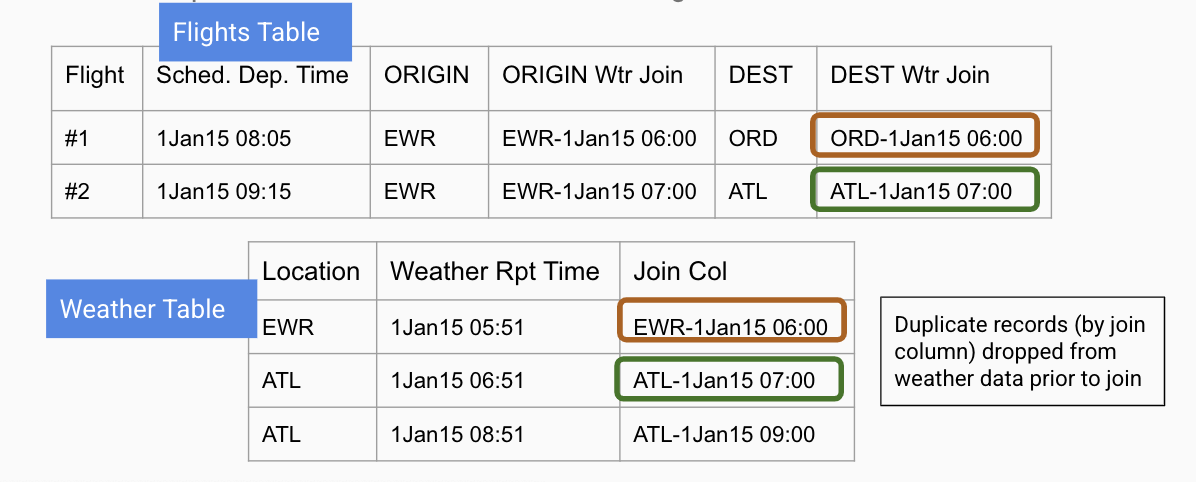 Flights Table
Flight Sched. Dep. Time ORIGIN ORIGIN Wtr Join DEST DEST Wtr Join
#1 1Jan15 08:05 EWR EWR-1Jan15 06:00 ORD ORD-1Jan15 06:00
#2 1Jan15 09:15 EWR EWR-1Jan15 07:00 ATL ATL-1Jan15 07:00
Weather Table
Location Weather Rpt Time Join Col
EWR 1Jan15 05:51 EWR-1Jan15 06:00
ATL 1Jan15 06:51 ATL-1Jan15 07:00
ATL 1Jan15 08:51 ATL-1Jan15 09:00
Duplicate records (by join
column) dropped from
weather data prior to join